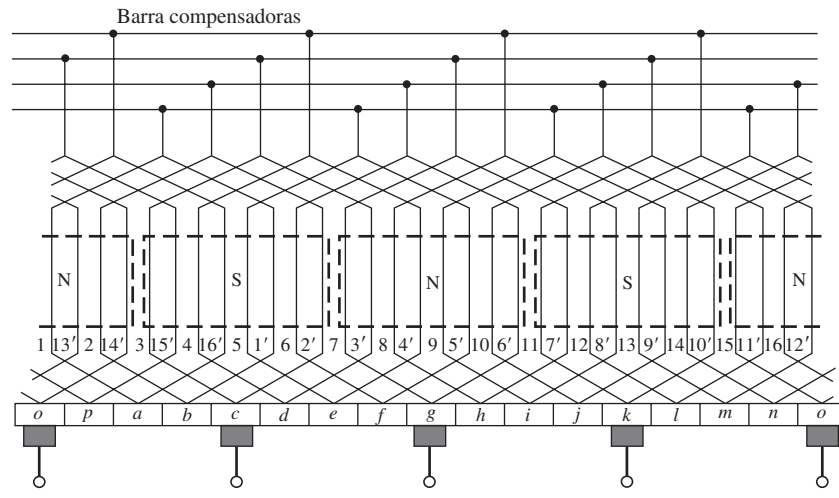 Barra compensadoras
N S N S N
1 13′ 2 14′ 3 15′ 4 16′ 5 1′ 6 2′ 7 3′ 8 4′ 9 5′ 10 6′ 11 7′ 12 8′ 13 9′ 14 10′ 15 11′ 16 12′
o p a b c d e f g h i j k l m n o